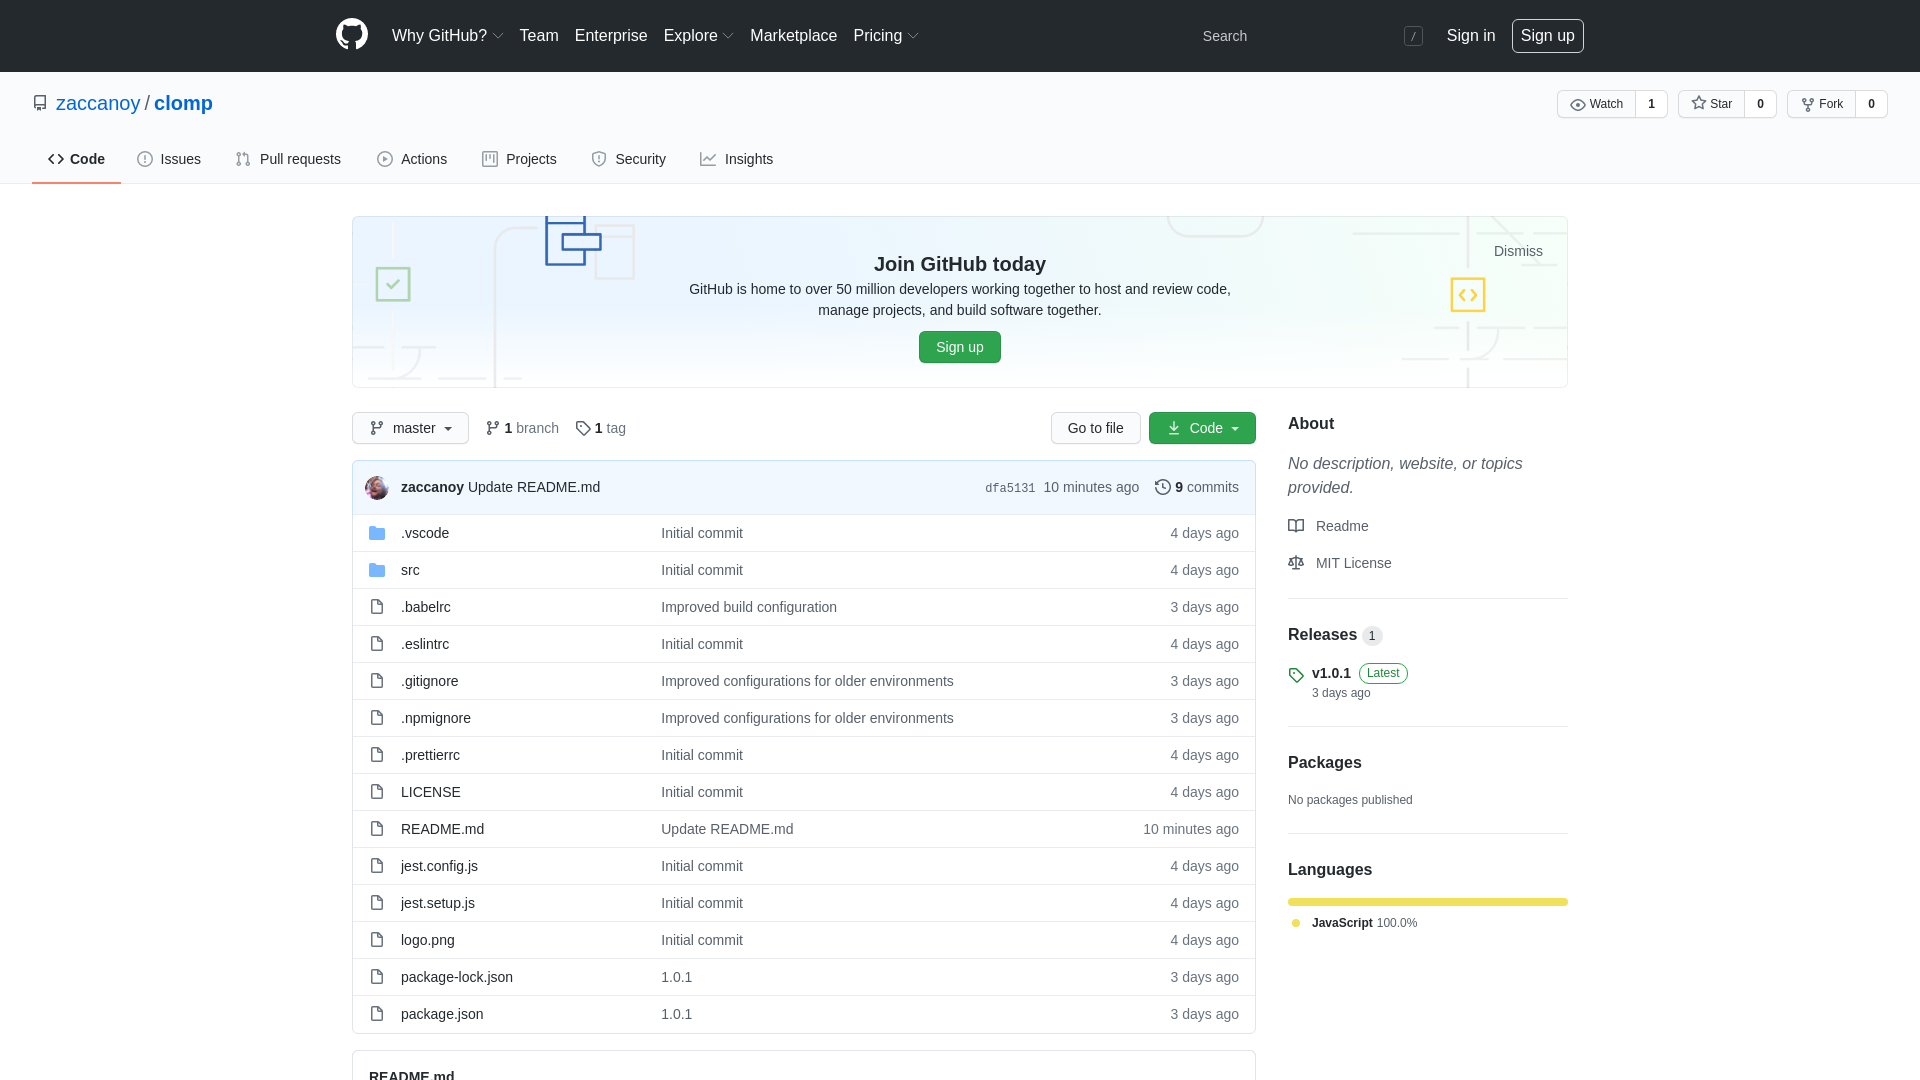 Why GitHub? Team Enterprise Explore Marketplace Pricing Search / Sign in Sign up
zaccanoy / clomp Watch 1 Star 0 Fork 0
Code Issues Pull requests Actions Projects Security Insights
Dismiss
Join GitHub today
GitHub is home to over 50 million developers working together to host and review code,
manage projects, and build software together.
Sign up
master 1 branch 1 tag Go to file Code
zaccanoy Update README.md dfa5131 10 minutes ago 9 commits
.vscode Initial commit 4 days ago
src Initial commit 4 days ago
.babelrc Improved build configuration 3 days ago
.eslintrc Initial commit 4 days ago
.gitignore Improved configurations for older environments 3 days ago
.npmignore Improved configurations for older environments 3 days ago
.prettierrc Initial commit 4 days ago
LICENSE Initial commit 4 days ago
README.md Update README.md 10 minutes ago
jest.config.js Initial commit 4 days ago
jest.setup.js Initial commit 4 days ago
logo.png Initial commit 4 days ago
package-lock.json 1.0.1 3 days ago
package.json 1.0.1 3 days ago
README.md
About
No description, website, or topics
provided.
Readme
MIT License
Releases 1
v1.0.1 Latest
3 days ago
Packages
No packages published
Languages
JavaScript 100.0%